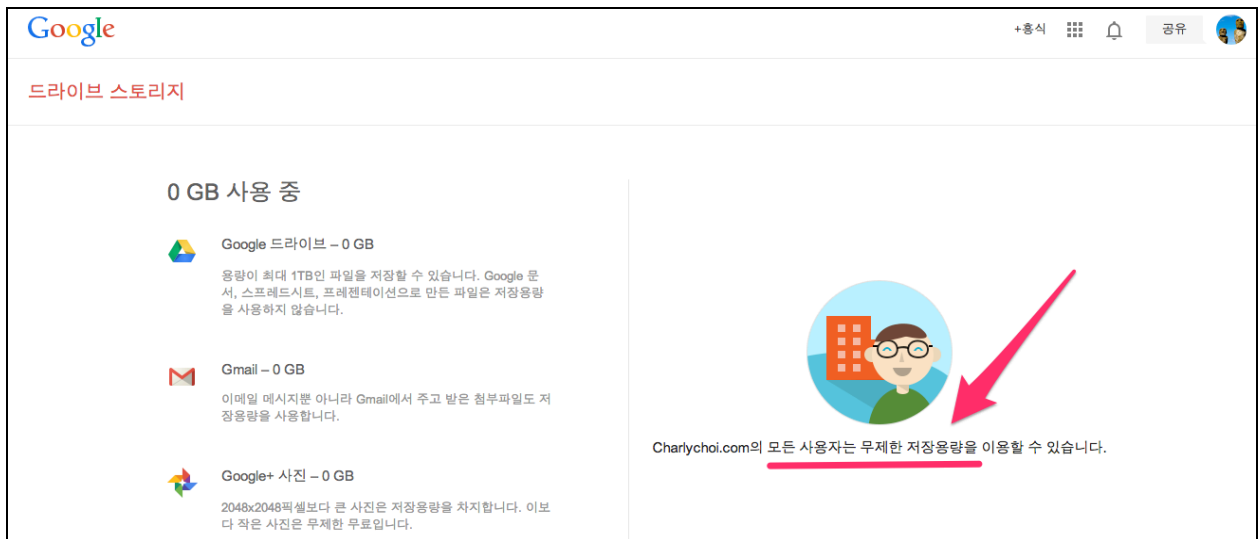 Google
+홍식
공유
드라이브 스토리지
0 GB 사용 중
Google 드라이브 – 0 GB
용량이 최대 1TB인 파일을 저장할 수 있습니다. Google 문
서, 스프레드시트, 프레젠테이션으로 만든 파일은 저장용량
을 사용하지 않습니다.
Gmail – 0 GB
이메일 메시지뿐 아니라 Gmail에서 주고 받은 첨부파일도 저
장용량을 사용합니다.
Charlychoi.com의 모든 사용자는 무제한 저장용량을 이용할 수 있습니다.
Google+ 사진 – 0 GB
2048x2048픽셀보다 큰 사진은 저장용량을 차지합니다. 이보
다 작은 사진은 무제한 무료입니다.